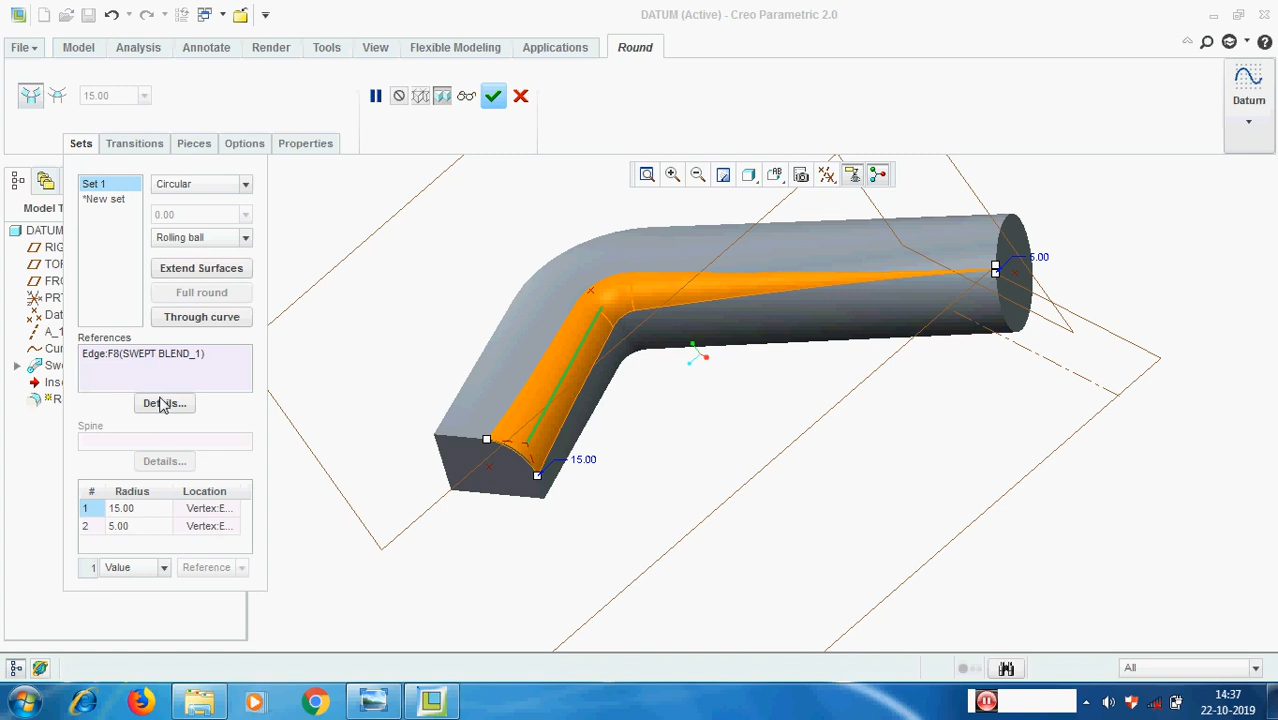 DATUM (Active) - Creo Parametric 2.0
File Model Analysis Annotate Render Tools View Flexible Modeling Applications Round
15.00
Datum
Sets Transitions Pieces Options Properties
Set 1
*New set
Circular
0.00
Rolling ball
Extend Surfaces
Full round
Through curve
References
Edge:F8(SWEPT BLEND_1)
Details...
Spine
Details...
# Radius Location
1 15.00 Vertex:E...
2 5.00 Vertex:E...
1 Value Reference
Model T
DATUM
RIG
TOP
FRO
PRT
Dat
A_1
Cur
Swe
Inse
*R
5.00
15.00
AB
All
14:37
22-10-2019